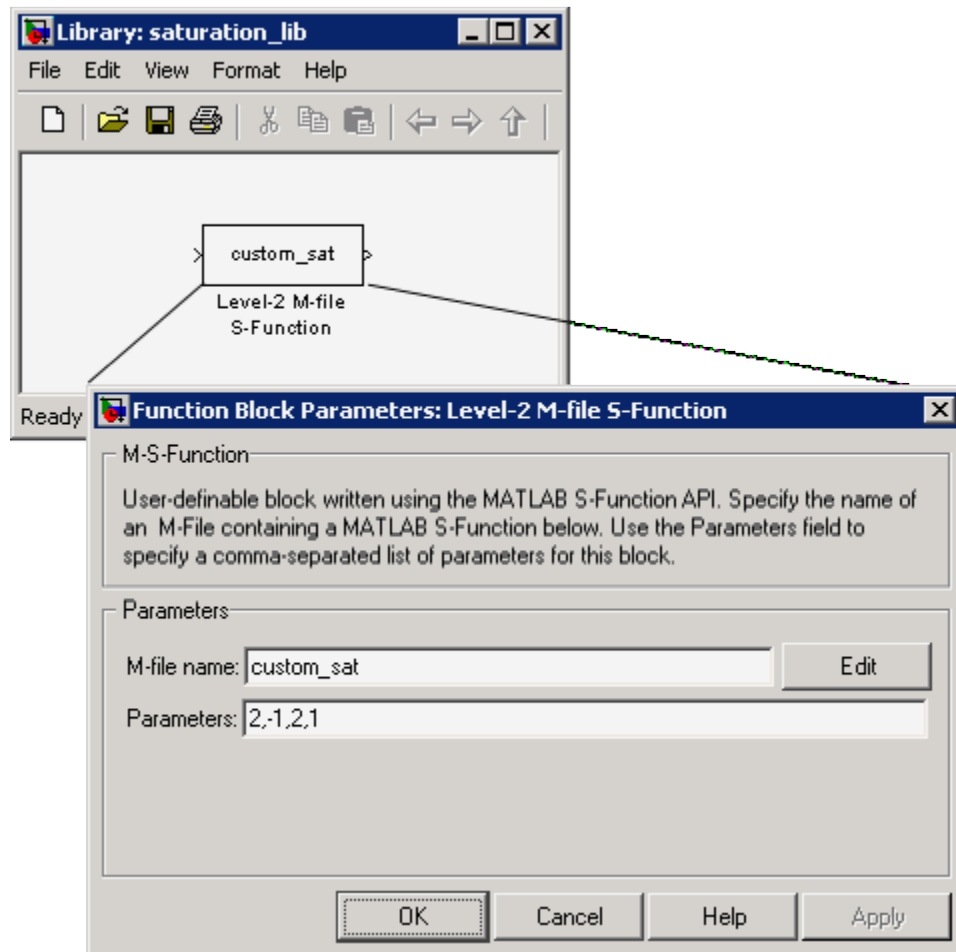 Library: saturation_lib
File Edit View Format Help
custom_sat
Level-2 M-file
S-Function
Ready
Function Block Parameters: Level-2 M-file S-Function
M-S-Function
User-definable block written using the MATLAB S-Function API. Specify the name of
an M-File containing a MATLAB S-Function below. Use the Parameters field to
specify a comma-separated list of parameters for this block.
Parameters
M-file name: custom_sat Edit
Parameters: 2,-1,2,1
OK Cancel Help Apply